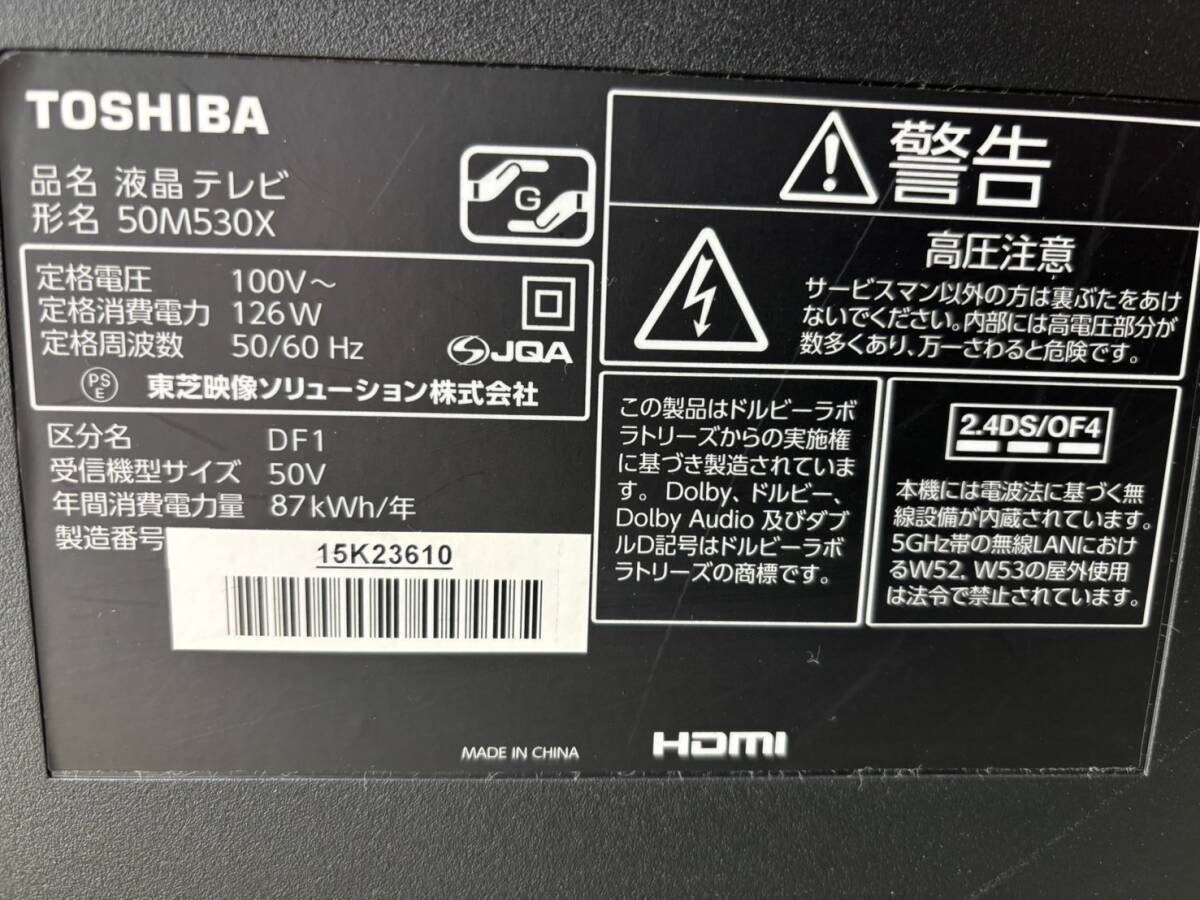 TOSHIBA
品名 液晶 テレビ
形名 50M530X
G
定格電圧 100V～
定格消費電力 126W
定格周波数 50/60 Hz
JQA
PS
E
東芝映像ソリューション株式会社
区分名 DF1
受信機型サイズ 50V
年間消費電力量 87kWh/年
製造番号
15K23610
MADE IN CHINA
警告
高圧注意
サービスマン以外の方は裏ぶたをあけ
ないでください。内部には高電圧部分が
数多くあり、万一さわると危険です。
この製品はドルビーラボ
ラトリーズからの実施権
に基づき製造されていま
す。Dolby、ドルビー、
Dolby Audio 及びダブ
ルD記号はドルビーラボ
ラトリーズの商標です。
2.4DS/OF4
本機には電波法に基づく無
線設備が内蔵されています。
5GHz帯の無線LANにおけ
るW52, W53の屋外使用
は法令で禁止されています。
HDMI